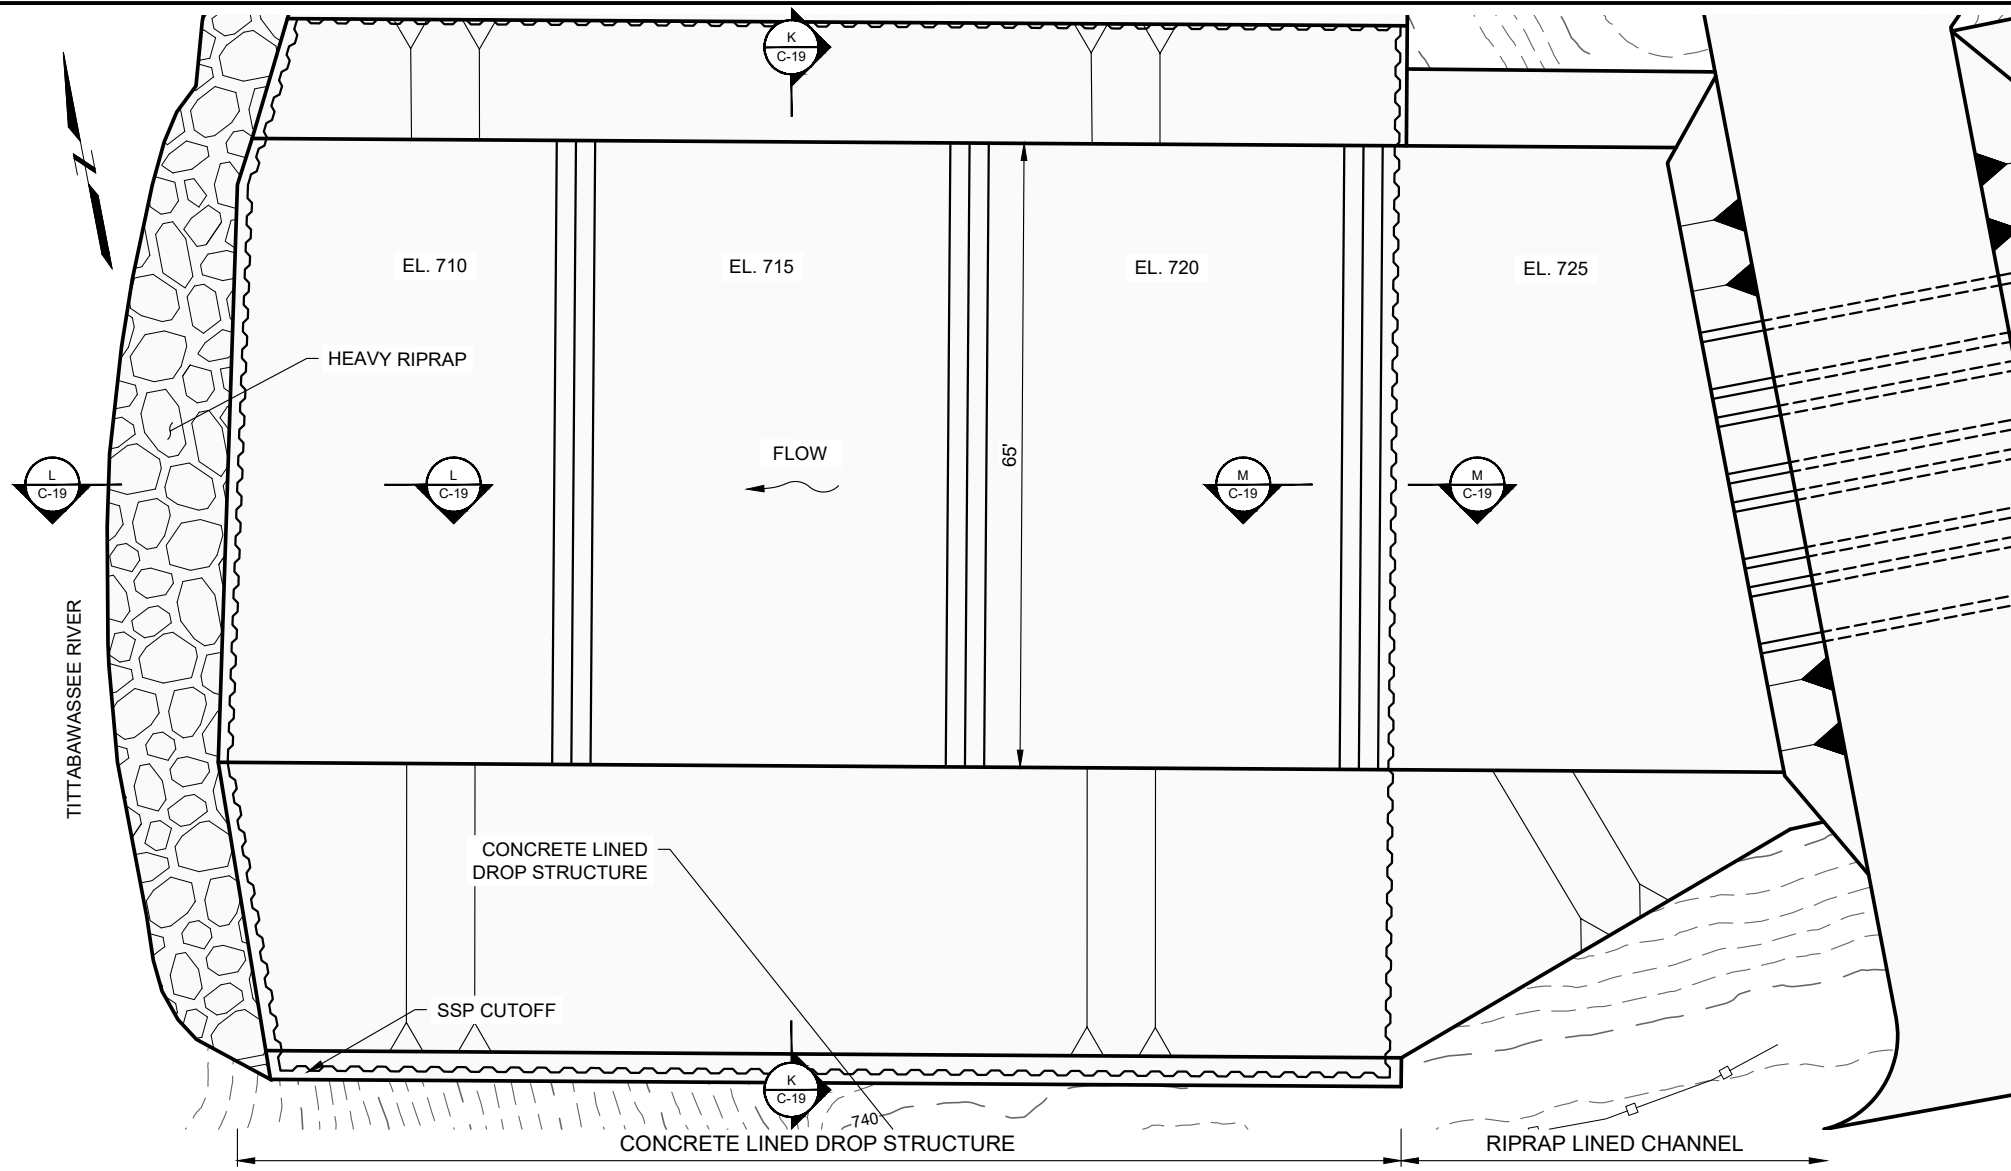 K
C-19
N
EL. 710
EL. 715
EL. 720
EL. 725
HEAVY RIPRAP
FLOW
65'
L
C-19
L
C-19
M
C-19
M
C-19
TITTABAWASSEE RIVER
CONCRETE LINED
DROP STRUCTURE
SSP CUTOFF
K
C-19
740
CONCRETE LINED DROP STRUCTURE
RIPRAP LINED CHANNEL